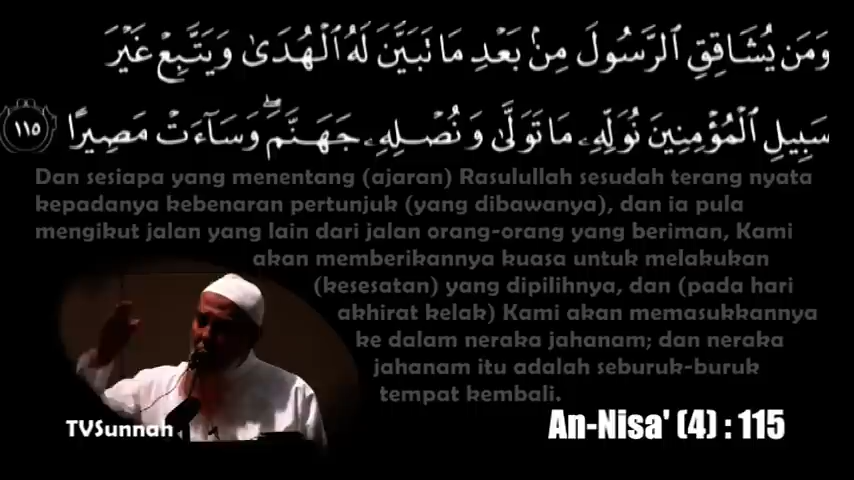 وَمَن يُشَاقِقِ ٱلرَّسُولَ مِنۢ بَعْدِ مَا تَبَيَّنَ لَهُ ٱلْهُدَىٰ وَيَتَّبِعْ غَيْرَ
سَبِيلِ ٱلْمُؤْمِنِينَ نُوَلِّهِۦ مَا تَوَلَّىٰ وَنُصْلِهِۦ جَهَنَّمَ ۖ وَسَآءَتْ مَصِيرًا ١١٥
Dan sesiapa yang menentang (ajaran) Rasulullah sesudah terang nyata
kepadanya kebenaran pertunjuk (yang dibawanya), dan ia pula
mengikut jalan yang lain dari jalan orang-orang yang beriman, Kami
akan memberikannya kuasa untuk melakukan
(kesesatan) yang dipilihnya, dan (pada hari
akhirat kelak) Kami akan memasukkannya
ke dalam neraka jahanam; dan neraka
jahanam itu adalah seburuk-buruk
tempat kembali.
TVSunnah
An-Nisa' (4) : 115